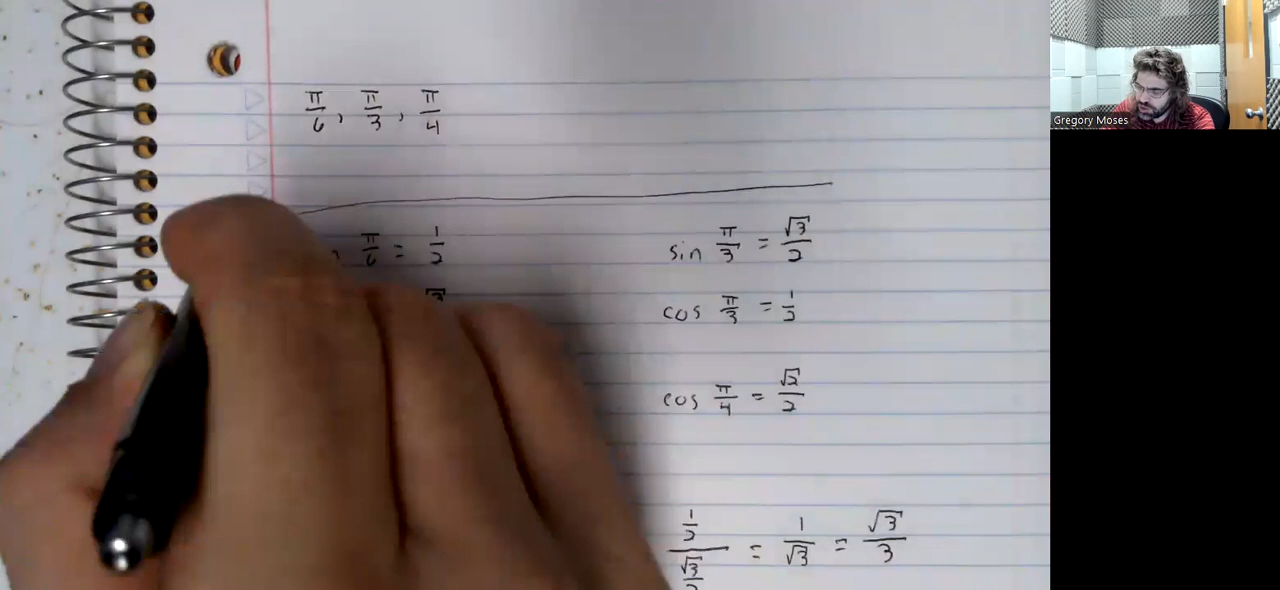 π/6, π/3, π/4
π/6 = 1/2
sin π/3 = √3/2
√3
cos π/3 = 1/2
cos π/4 = √2/2
1/2 / √3/2 = 1/√3 = √3/3
Gregory Moses